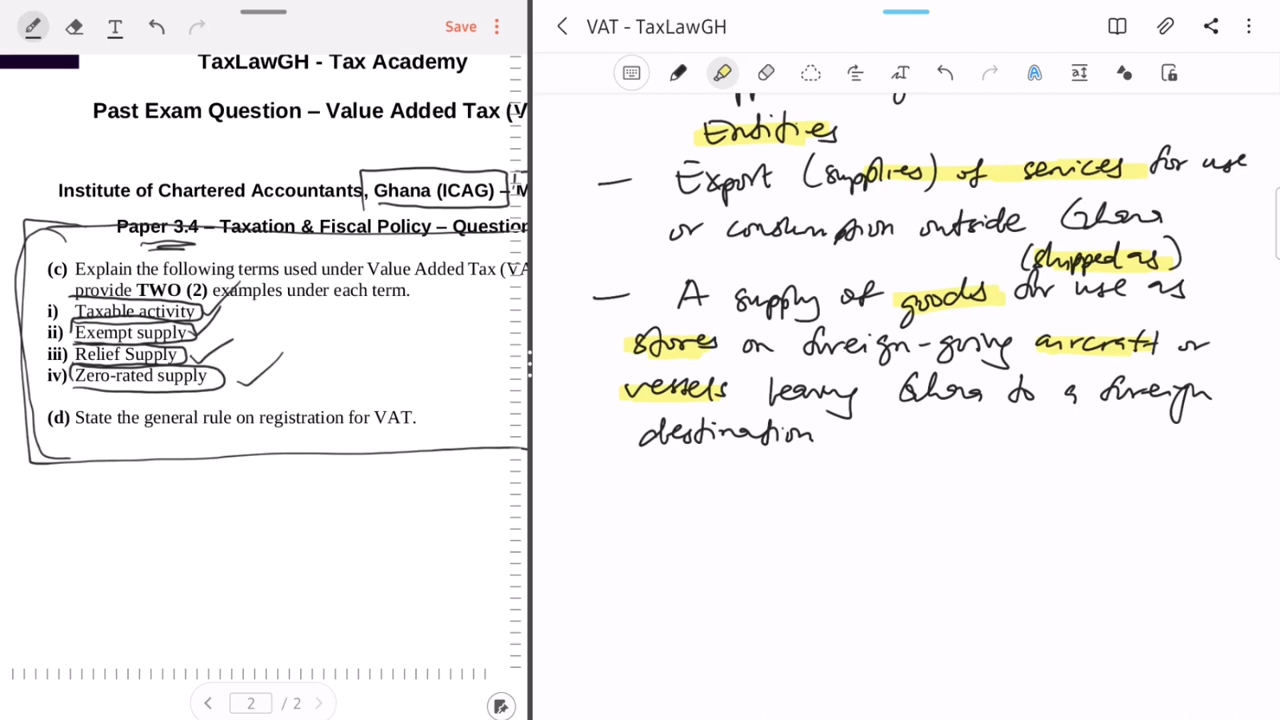 Save
TaxLawGH - Tax Academy
Past Exam Question – Value Added Tax (V
Institute of Chartered Accountants, Ghana (ICAG) – M
Paper 3.4 – Taxation & Fiscal Policy – Question
(c) Explain the following terms used under Value Added Tax (VA
provide TWO (2) examples under each term.
i) Taxable activity
ii) Exempt supply
iii) Relief Supply
iv) Zero-rated supply
(d) State the general rule on registration for VAT.
2 / 2
VAT - TaxLawGH
Entities
— Export (supplies) of services for use
or consumption outside Ghana
(shipped as)
— A supply of goods for use as
stores on foreign-going aircraft or
vessels leaving Ghana to a foreign
destination